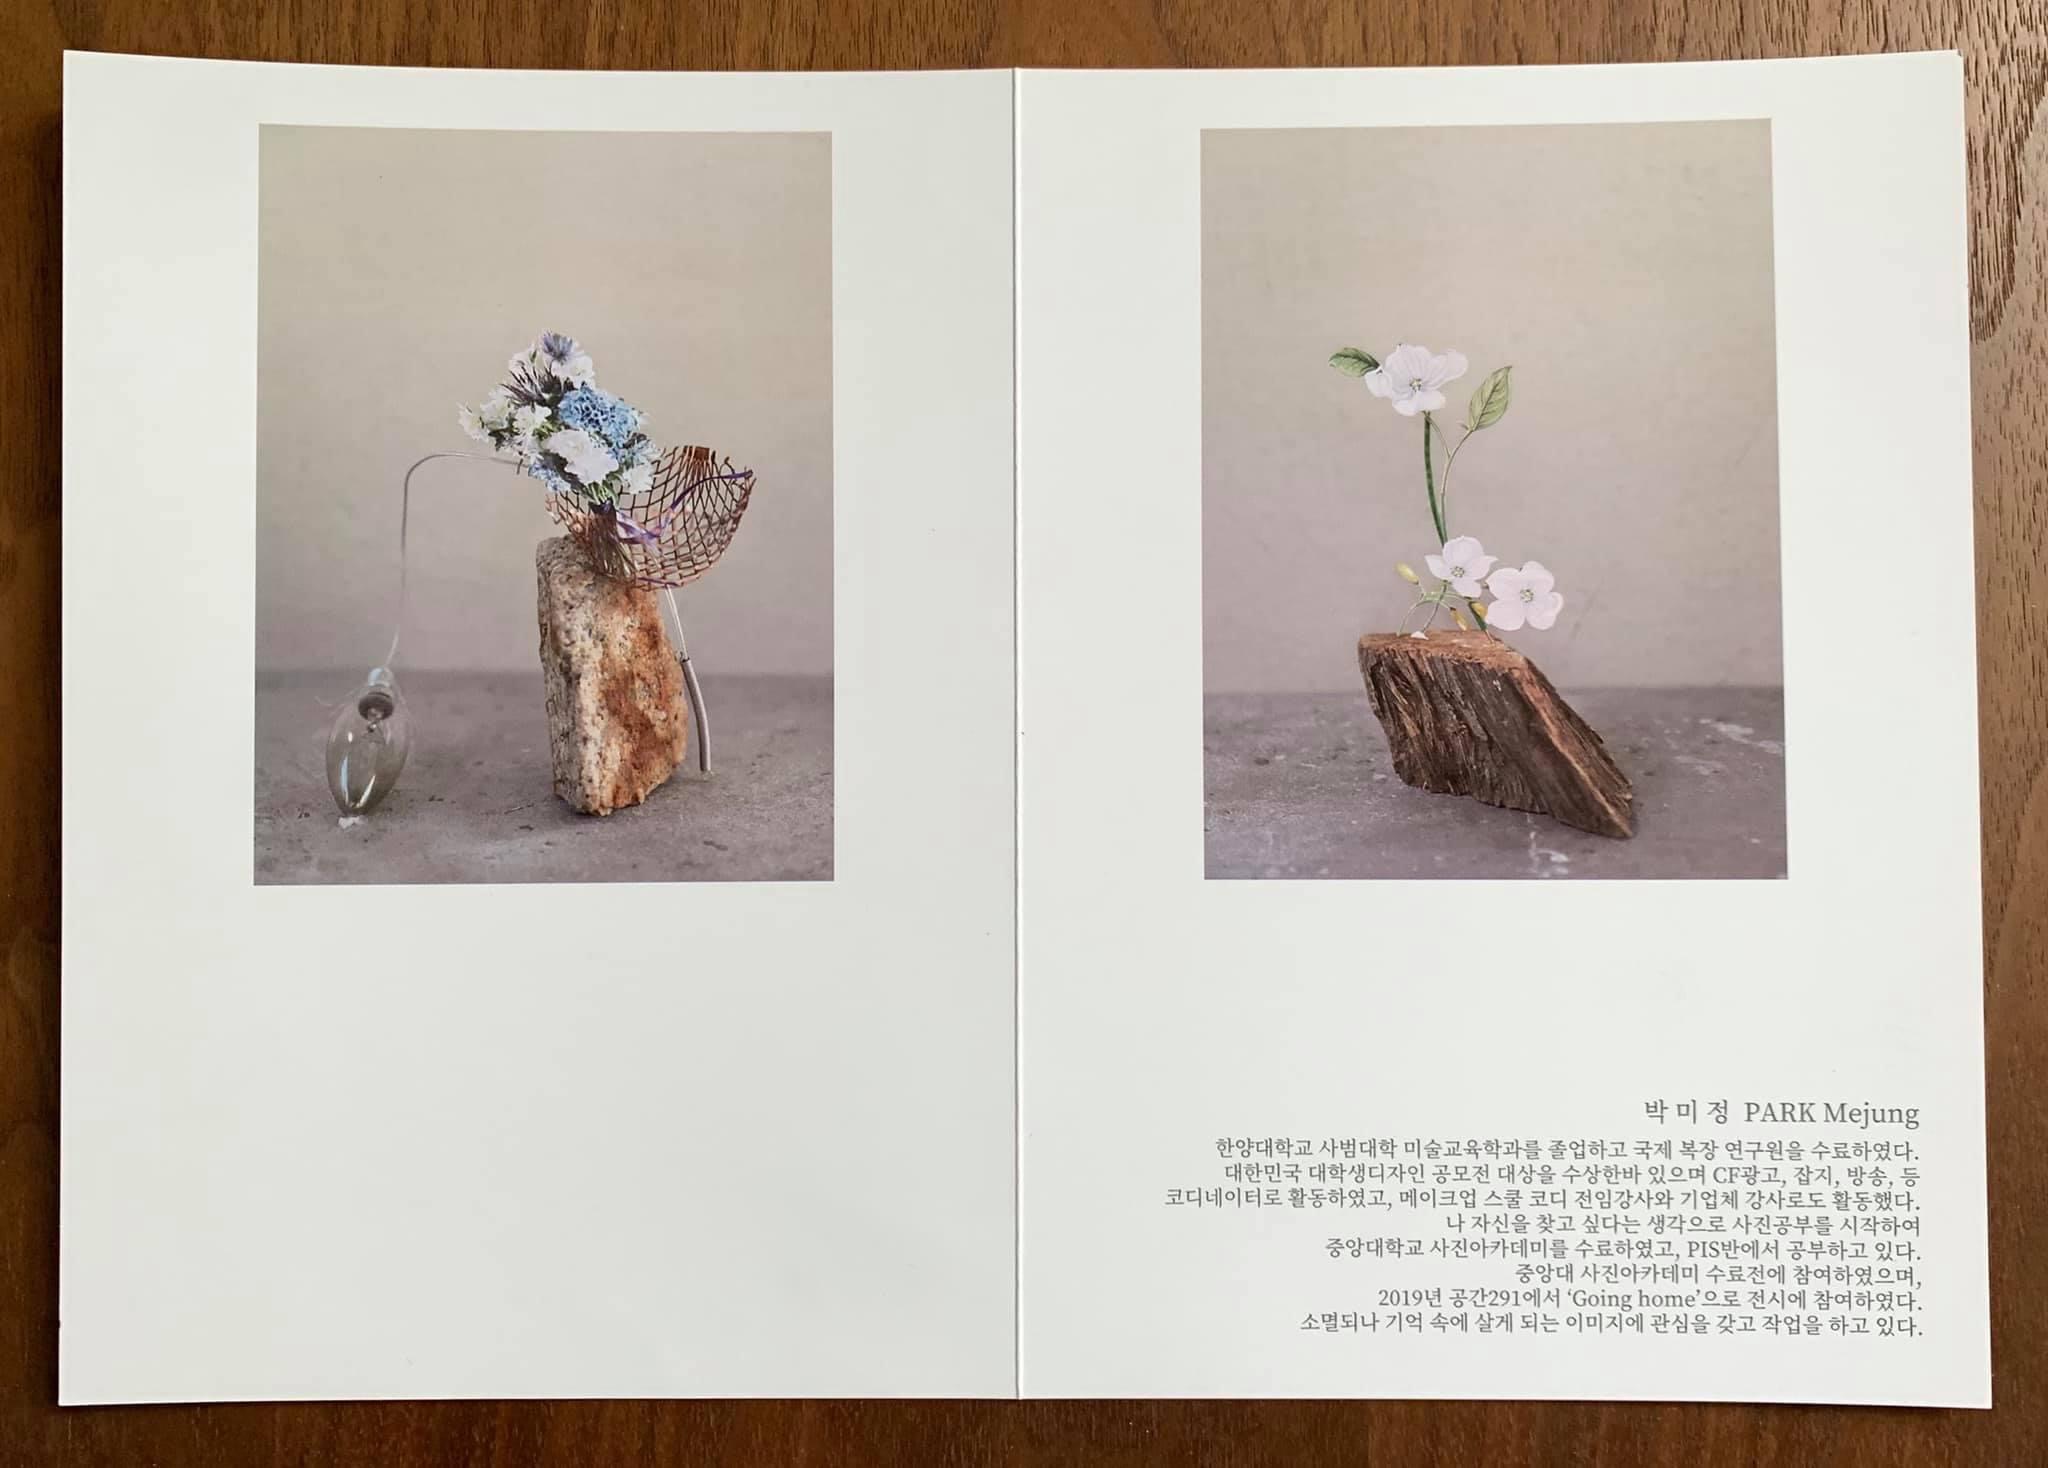 박 미 정 PARK Mejung
한양대학교 사범대학 미술교육학과를 졸업하고 국제 복장 연구원을 수료하였다.
대한민국 대학생디자인 공모전 대상을 수상한바 있으며 CF광고, 잡지, 방송, 등
코디네이터로 활동하였고, 메이크업 스쿨 코디 전임강사와 기업체 강사로도 활동했다.
나 자신을 찾고 싶다는 생각으로 사진공부를 시작하여
중앙대학교 사진아카데미를 수료하였고, PIS반에서 공부하고 있다.
중앙대 사진아카데미 수료전에 참여하였으며,
2019년 공간291에서 ‘Going home’으로 전시에 참여하였다.
소멸되나 기억 속에 살게 되는 이미지에 관심을 갖고 작업을 하고 있다.